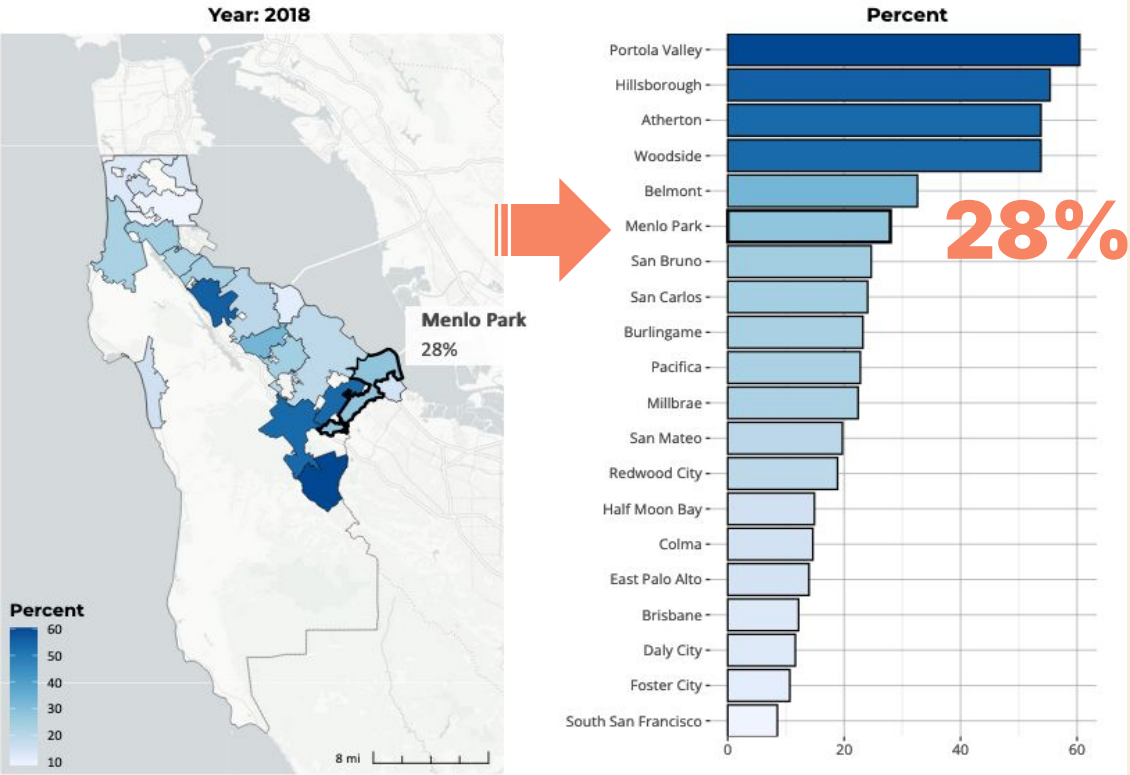 Year: 2018
Menlo Park
28%
Percent
60
50
40
30
20
10
8 mi
Percent
Portola Valley
Hillsborough
Atherton
Woodside
Belmont
Menlo Park
San Bruno
San Carlos
Burlingame
Pacifica
Millbrae
San Mateo
Redwood City
Half Moon Bay
Colma
East Palo Alto
Brisbane
Daly City
Foster City
South San Francisco
0 20 40 60
28%